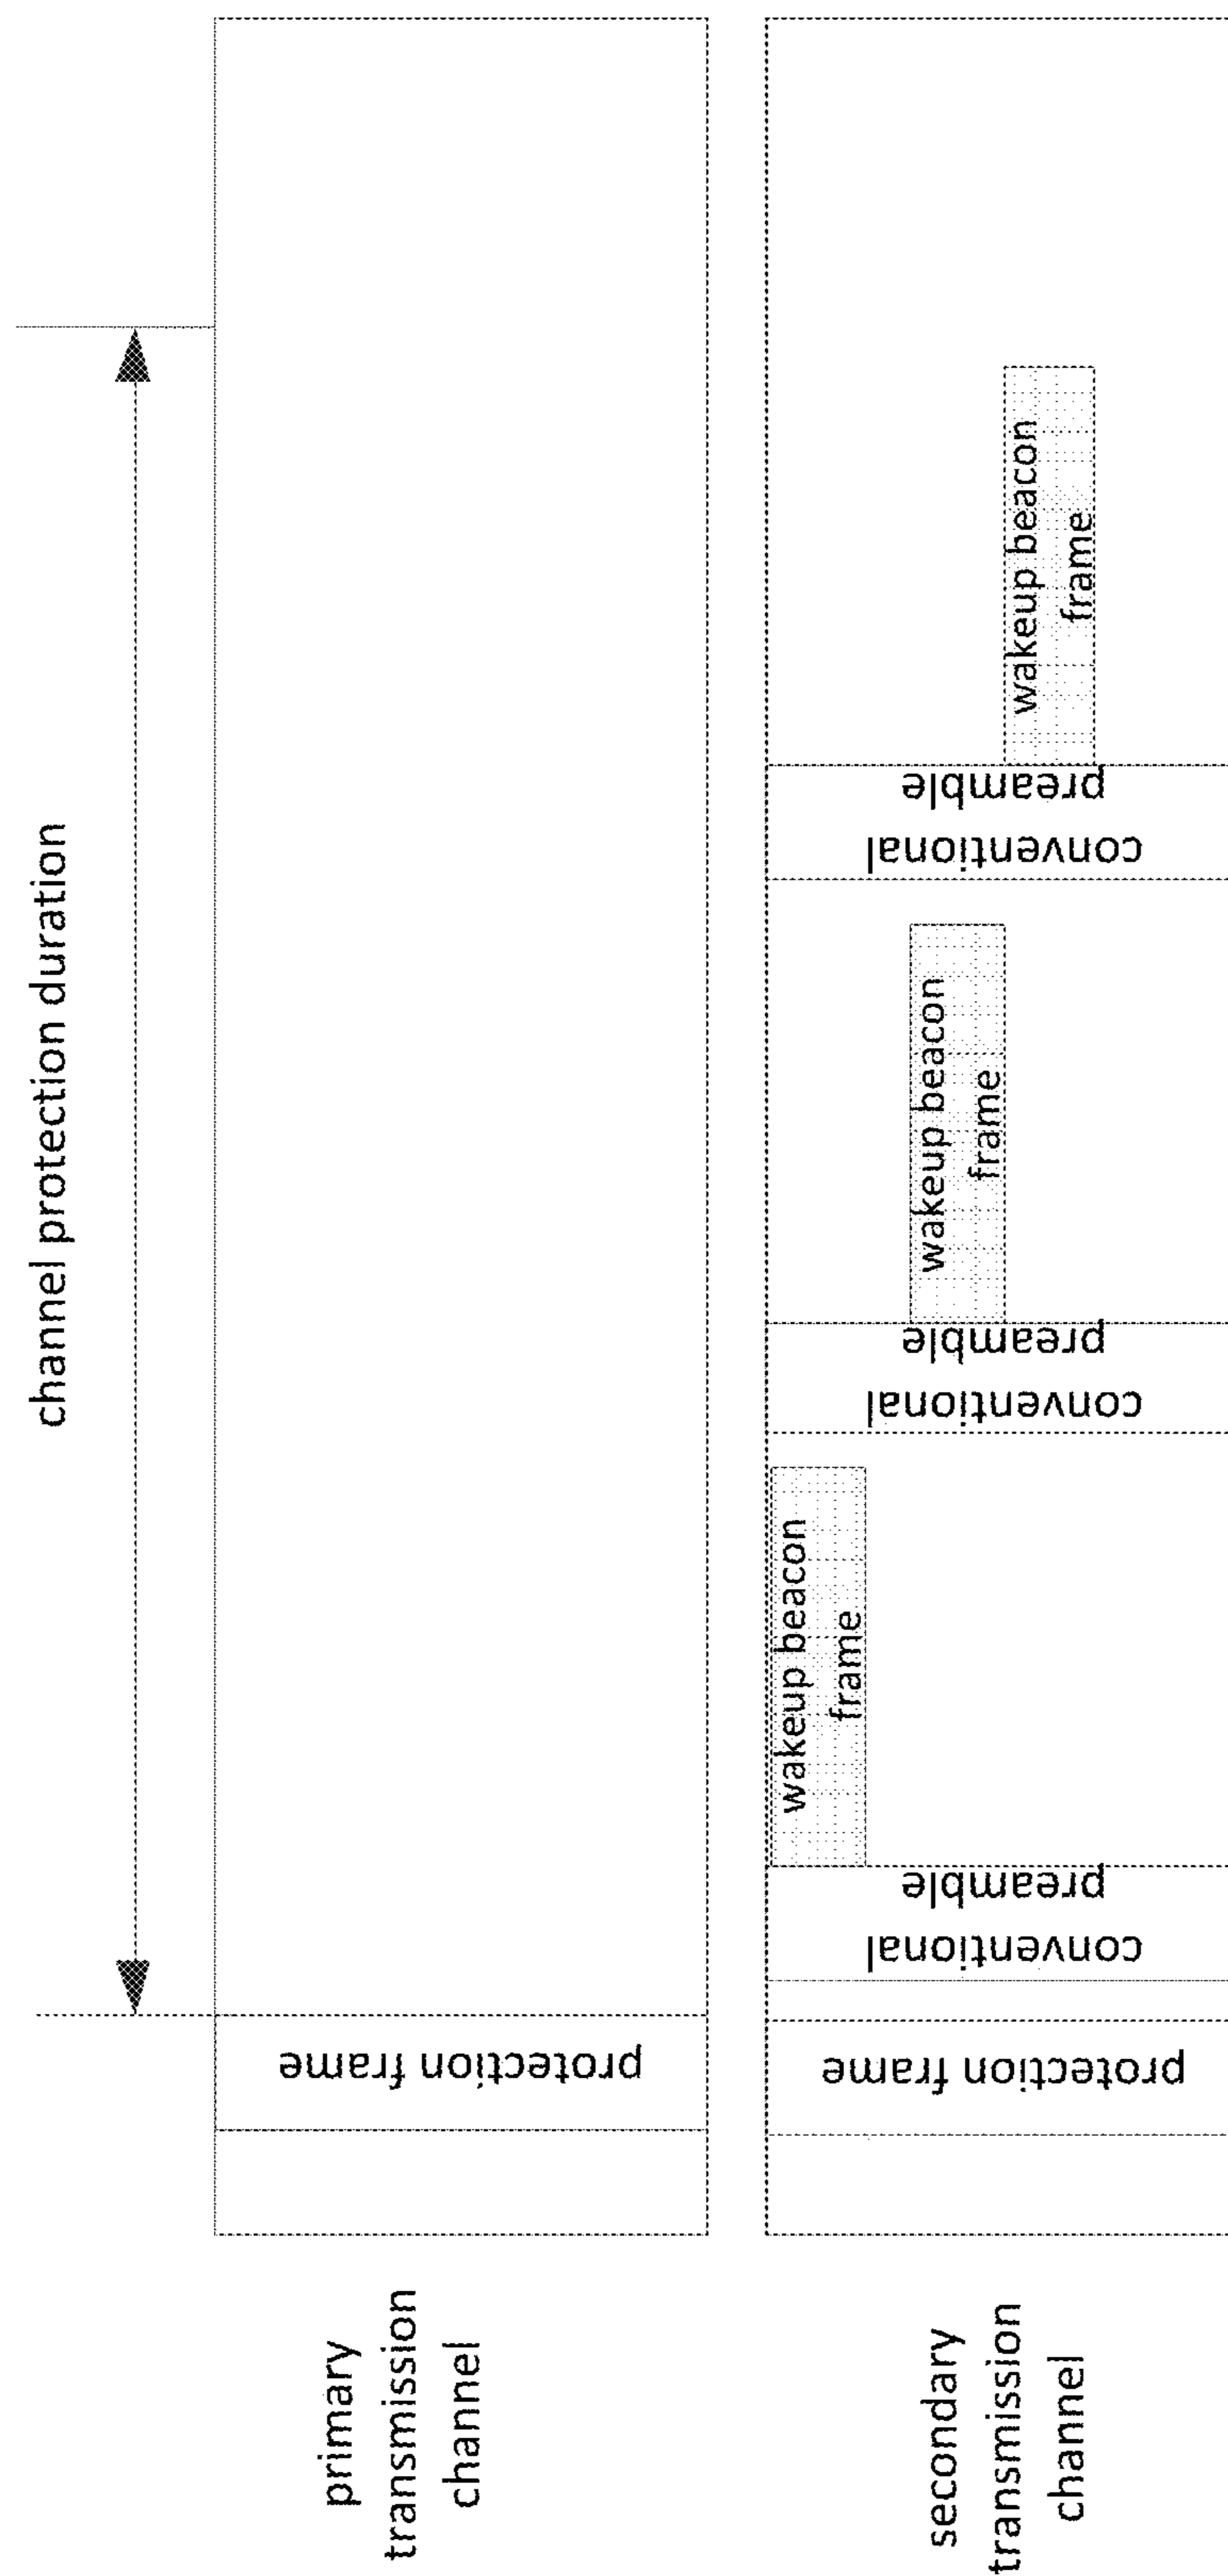 channel protection duration
primary
transmission
channel
protection frame
secondary
transmission
channel
protection frame
conventional
preamble
wakeup beacon
frame
conventional
preamble
wakeup beacon
frame
conventional
preamble
wakeup beacon
frame